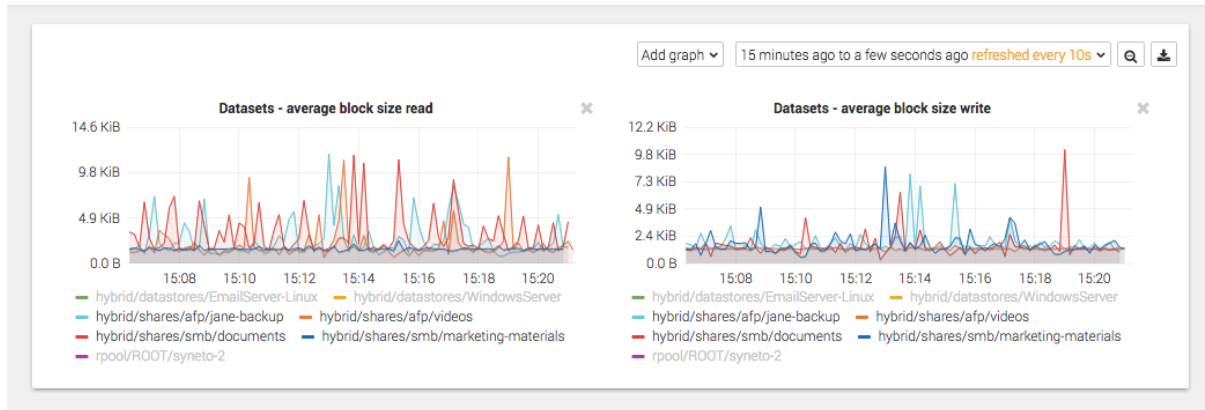 Add graph 15 minutes ago to a few seconds ago refreshed every 10s
Datasets - average block size read
14.6 KiB
9.8 KiB
4.9 KiB
0.0 B
15:08 15:10 15:12 15:14 15:16 15:18 15:20
hybrid/datastores/EmailServer-Linux hybrid/datastores/WindowsServer
hybrid/shares/afp/jane-backup hybrid/shares/afp/videos
hybrid/shares/smb/documents hybrid/shares/smb/marketing-materials
rpool/ROOT/syneto-2
Datasets - average block size write
12.2 KiB
9.8 KiB
7.3 KiB
4.9 KiB
2.4 KiB
0.0 B
15:08 15:10 15:12 15:14 15:16 15:18 15:20
hybrid/datastores/EmailServer-Linux hybrid/datastores/WindowsServer
hybrid/shares/afp/jane-backup hybrid/shares/afp/videos
hybrid/shares/smb/documents hybrid/shares/smb/marketing-materials
rpool/ROOT/syneto-2